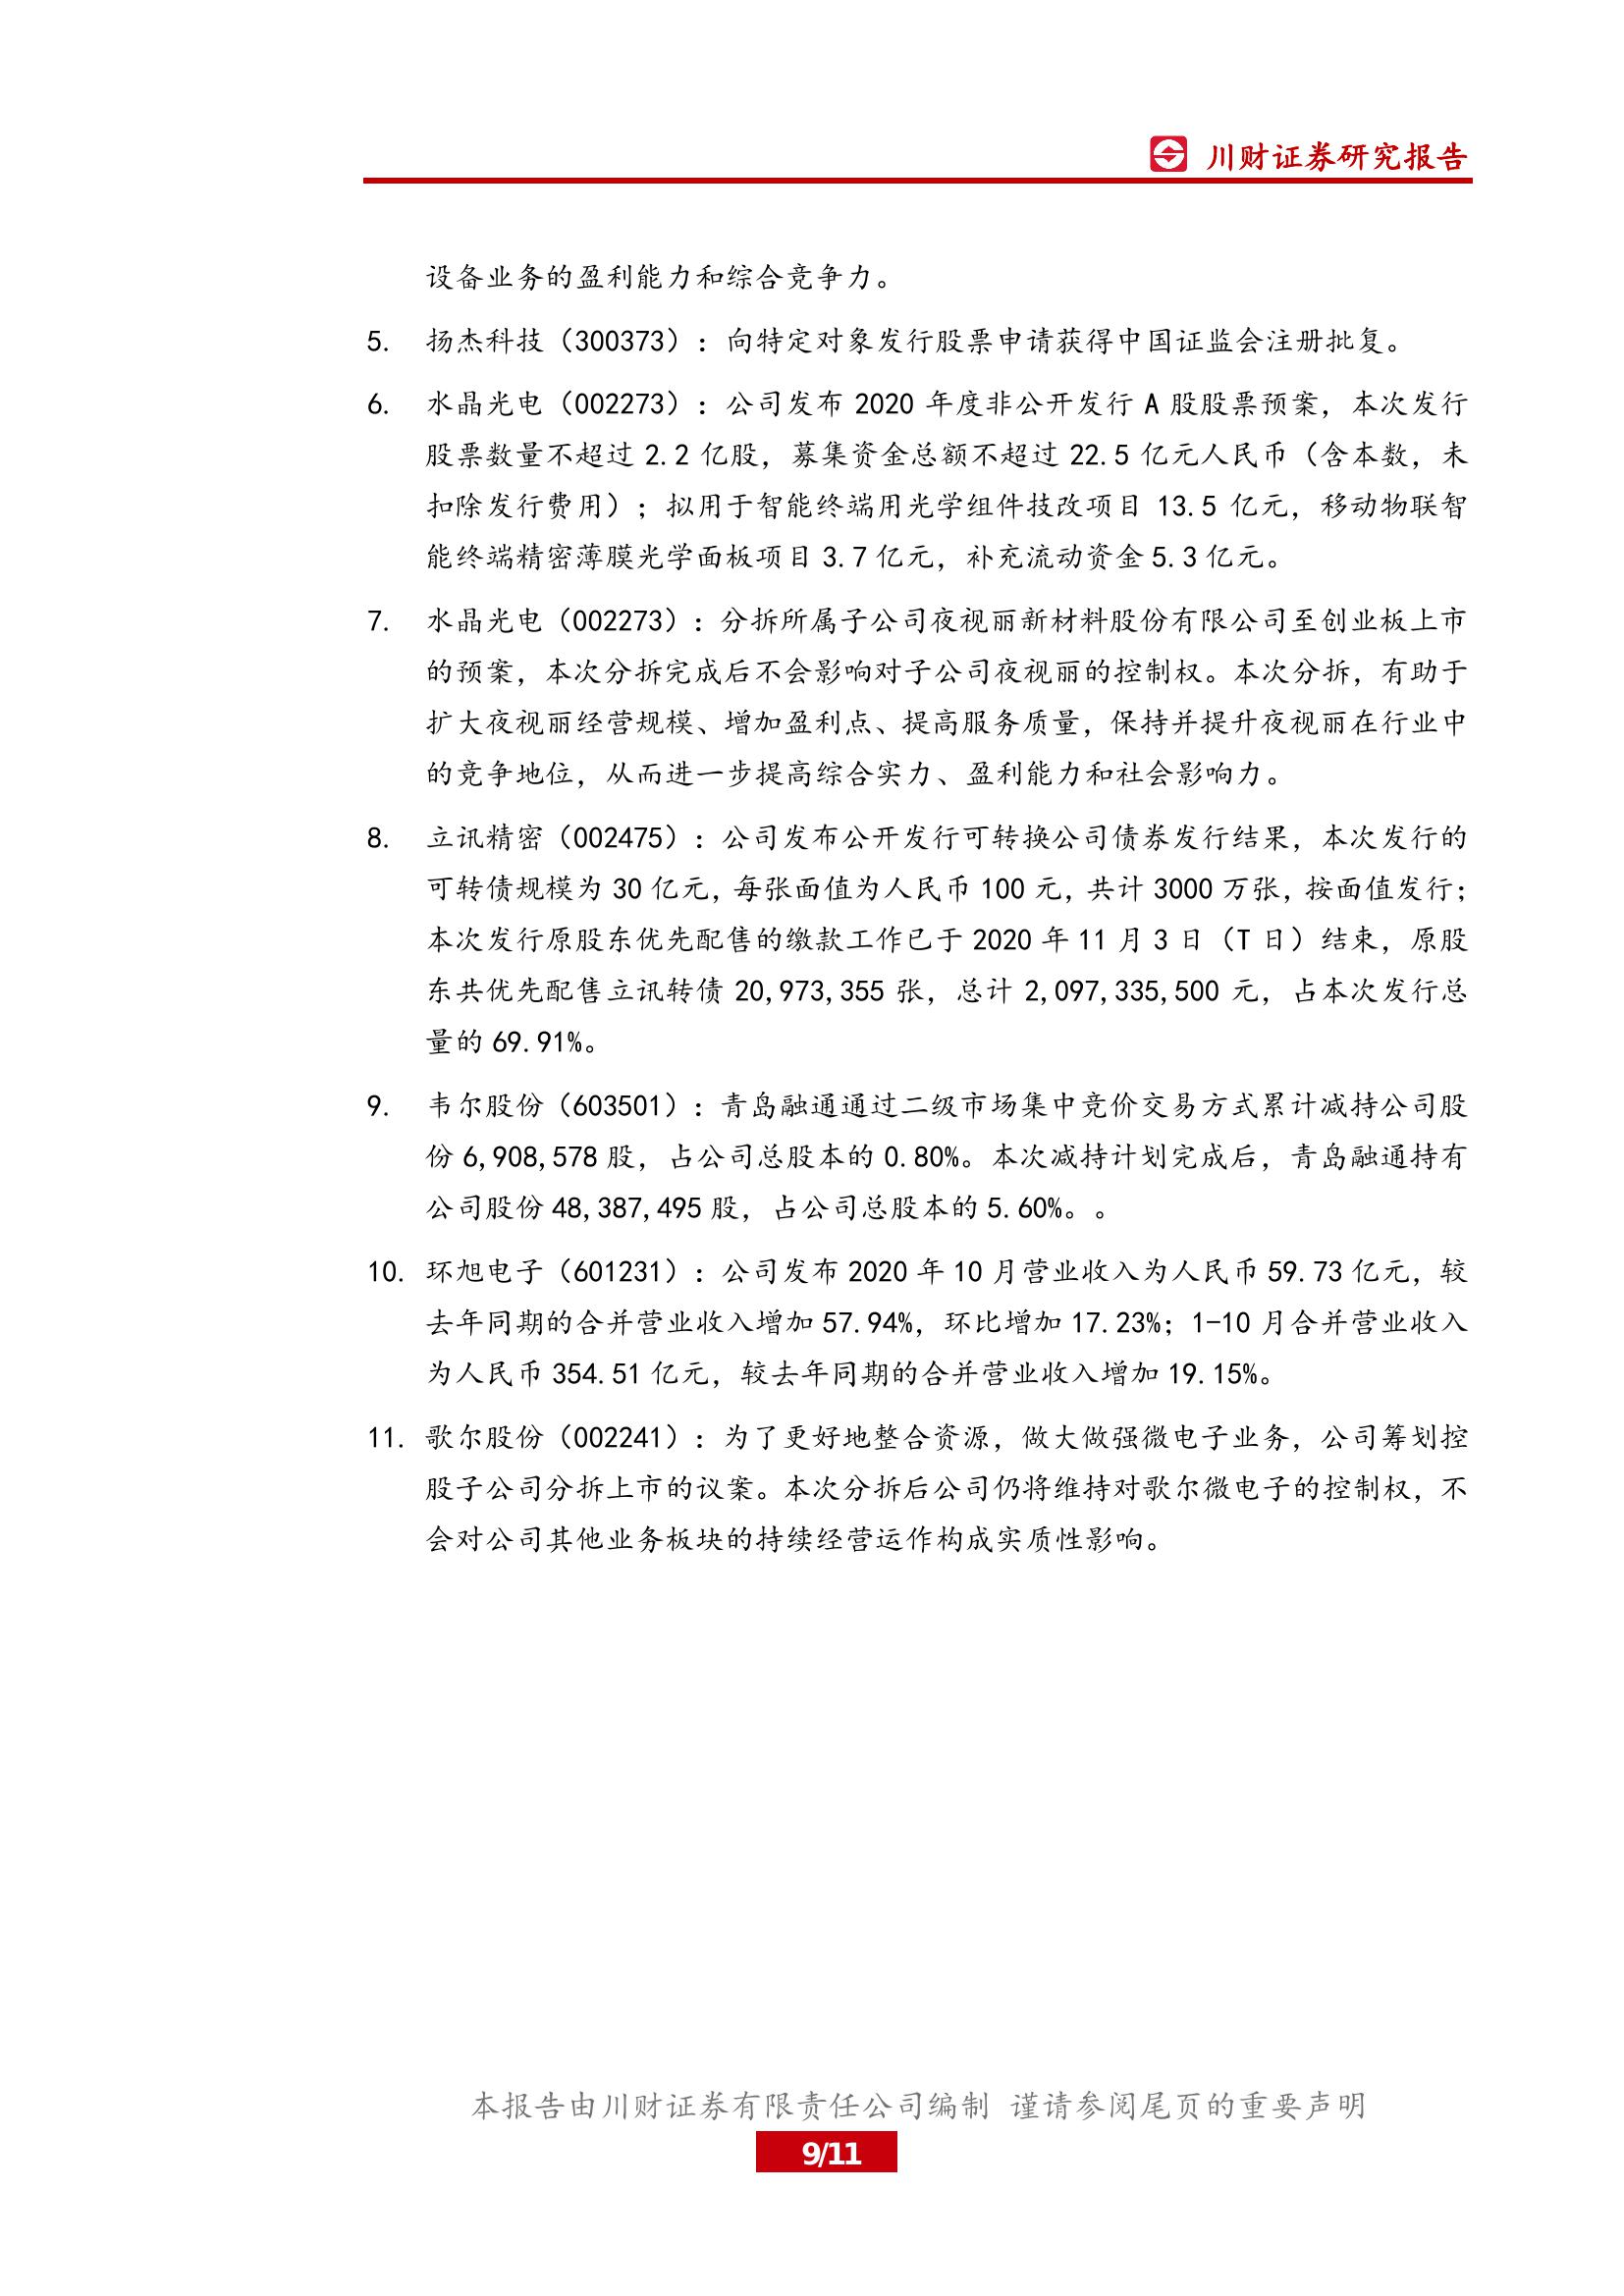 川财证券研究报告
设备业务的盈利能力和综合竞争力。
5. 扬杰科技（300373）：向特定对象发行股票申请获得中国证监会注册批复。
6. 水晶光电（002273）：公司发布 2020 年度非公开发行 A 股股票预案，本次发行
股票数量不超过 2.2 亿股，募集资金总额不超过 22.5 亿元人民币（含本数，未
扣除发行费用）；拟用于智能终端用光学组件技改项目 13.5 亿元，移动物联智
能终端精密薄膜光学面板项目 3.7 亿元，补充流动资金 5.3 亿元。
7. 水晶光电（002273）：分拆所属子公司夜视丽新材料股份有限公司至创业板上市
的预案，本次分拆完成后不会影响对子公司夜视丽的控制权。本次分拆，有助于
扩大夜视丽经营规模、增加盈利点、提高服务质量，保持并提升夜视丽在行业中
的竞争地位，从而进一步提高综合实力、盈利能力和社会影响力。
8. 立讯精密（002475）：公司发布公开发行可转换公司债券发行结果，本次发行的
可转债规模为 30 亿元，每张面值为人民币 100 元，共计 3000 万张，按面值发行；
本次发行原股东优先配售的缴款工作已于 2020 年 11 月 3 日（T 日）结束，原股
东共优先配售立讯转债 20,973,355 张，总计 2,097,335,500 元，占本次发行总
量的 69.91%。
9. 韦尔股份（603501）：青岛融通通过二级市场集中竞价交易方式累计减持公司股
份 6,908,578 股，占公司总股本的 0.80%。本次减持计划完成后，青岛融通持有
公司股份 48,387,495 股，占公司总股本的 5.60%。。
10. 环旭电子（601231）：公司发布 2020 年 10 月营业收入为人民币 59.73 亿元，较
去年同期的合并营业收入增加 57.94%，环比增加 17.23%；1-10 月合并营业收入
为人民币 354.51 亿元，较去年同期的合并营业收入增加 19.15%。
11. 歌尔股份（002241）：为了更好地整合资源，做大做强微电子业务，公司筹划控
股子公司分拆上市的议案。本次分拆后公司仍将维持对歌尔微电子的控制权，不
会对公司其他业务板块的持续经营运作构成实质性影响。
本报告由川财证券有限责任公司编制 谨请参阅尾页的重要声明
9/11